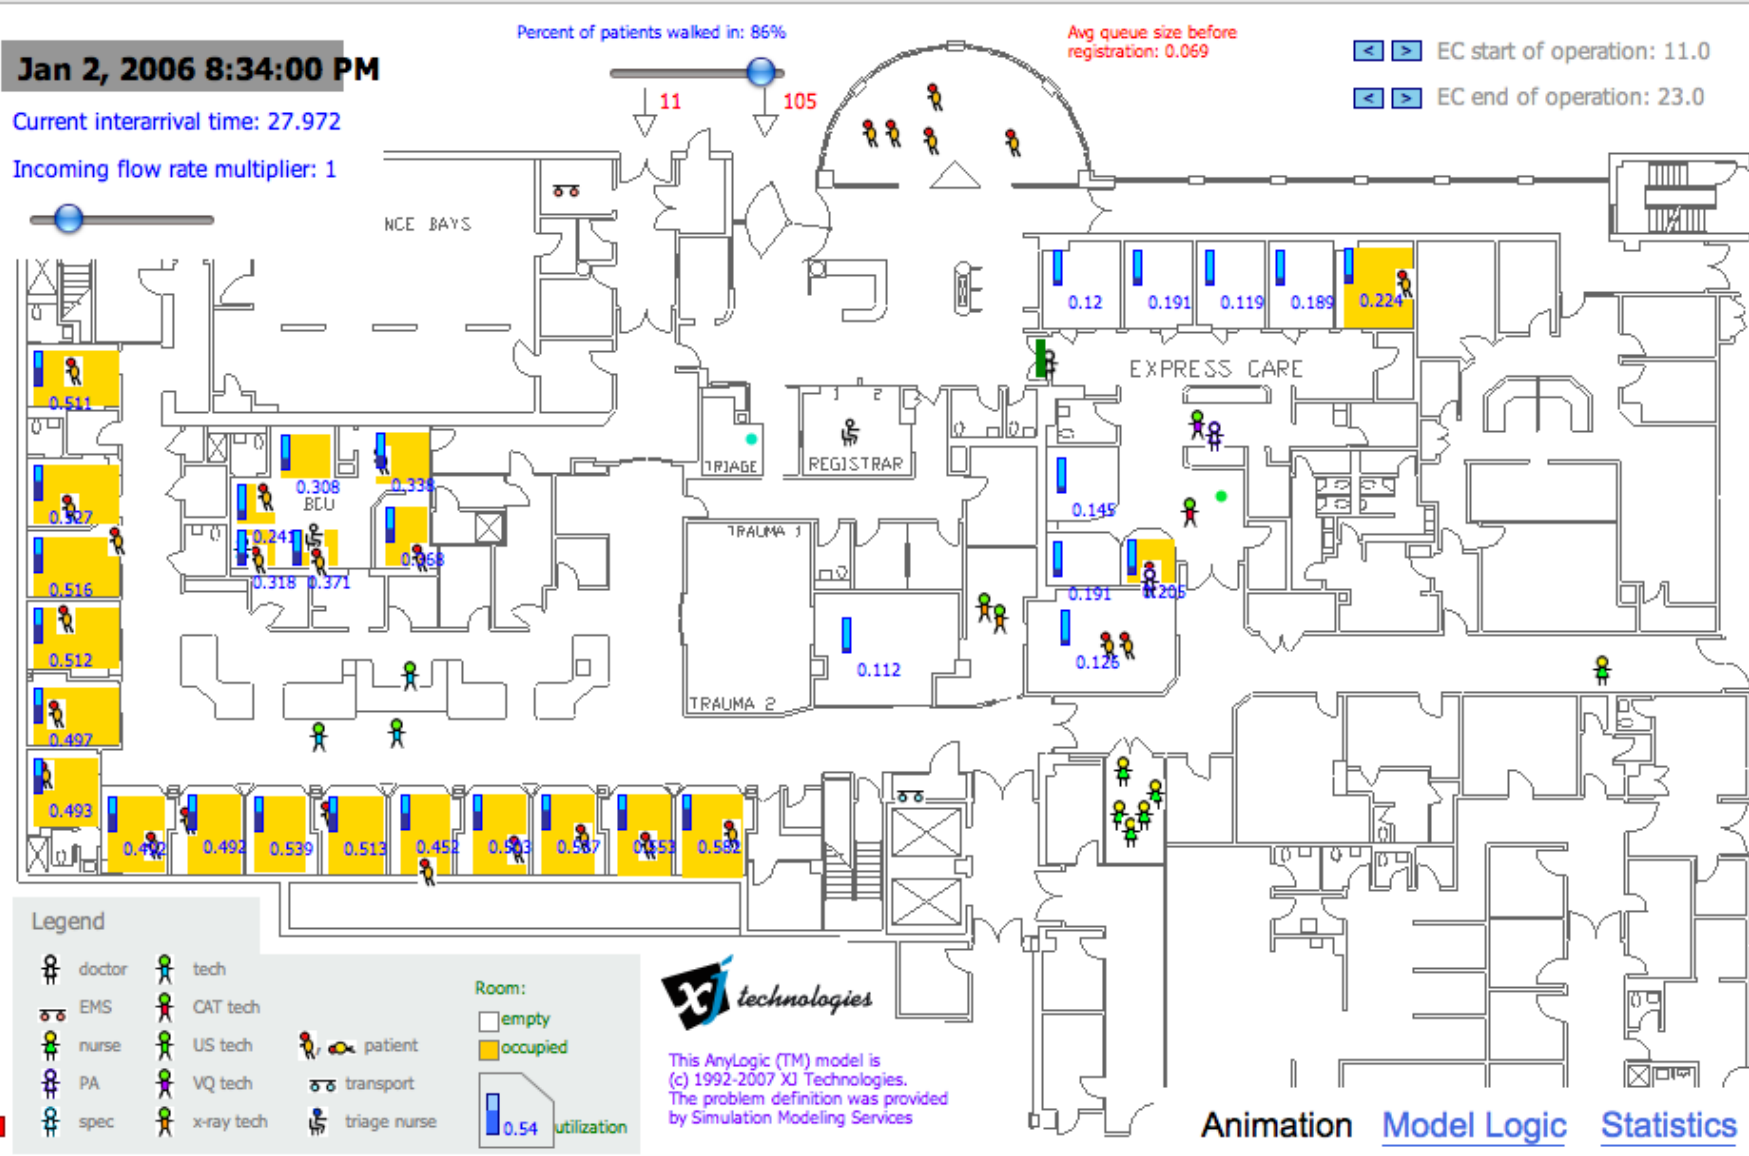 Percent of patients walked in: 86%
Avg queue size before
registration: 0.069
EC start of operation: 11.0
EC end of operation: 23.0
Jan 2, 2006 8:34:00 PM
11
105
Current interarrival time: 27.972
Incoming flow rate multiplier: 1
NCE BAYS
0.12
0.191
0.119
0.189
0.224
EXPRESS CARE
0.511
1
2
TRIAGE
REGISTRAR
0.308
0.338
BCU
0.145
0.241
0.516
0.318
0.371
TRAUMA 1
0.191
0.205
0.512
0.112
0.126
0.497
TRAUMA 2
0.493
0.492
0.539
0.513
0.452
0.553
0.582
Legend
doctor
tech
EMS
CAT tech
nurse
US tech
patient
PA
VQ tech
transport
spec
x-ray tech
triage nurse
Room:
empty
occupied
0.54
utilization
xj technologies
This AnyLogic (TM) model is
(c) 1992-2007 XJ Technologies.
The problem definition was provided
by Simulation Modeling Services
Animation
Model Logic
Statistics